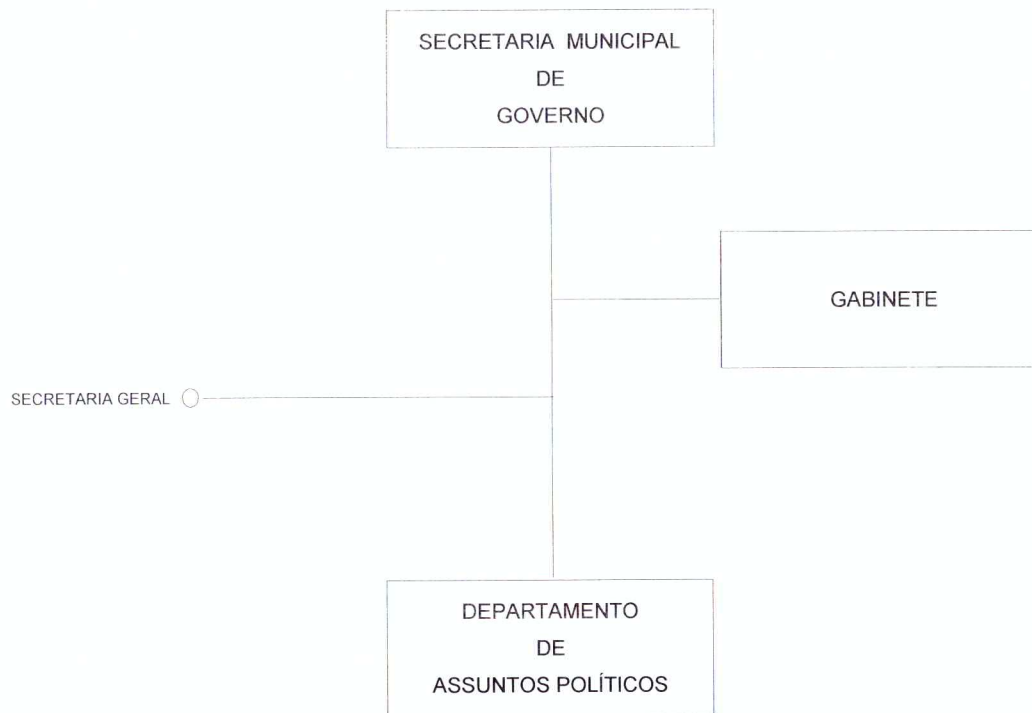 SECRETARIA MUNICIPAL
DE
GOVERNO
GABINETE
SECRETARIA GERAL
DEPARTAMENTO
DE
ASSUNTOS POLÍTICOS